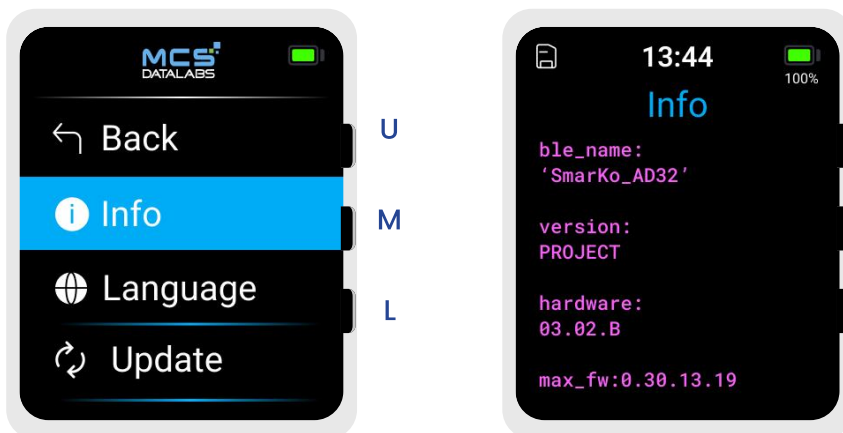 MCS
DATALABS
Back
Info
Language
Update
U
M
L
13:44
100%
Info
ble_name:
‘SmarKo_AD32’
version:
PROJECT
hardware:
03.02.B
max_fw:0.30.13.19